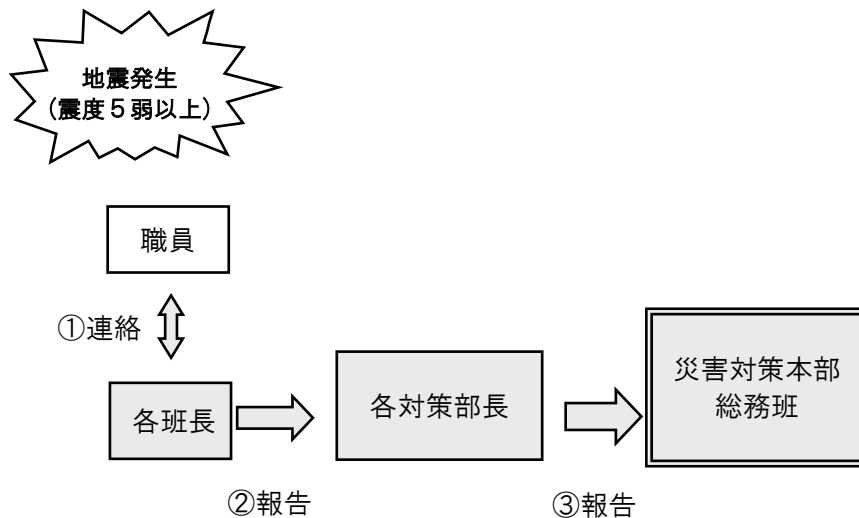 地震発生
（震度５弱以上）
職員
①連絡
各班長
各対策部長
災害対策本部
総務班
②報告
③報告